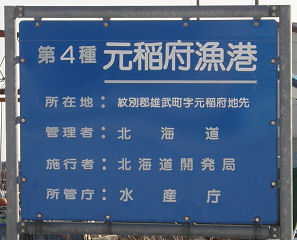 第4種 元稲府漁港
所在地：紋別郡雄武町字元稲府地先
管理者：北海道
施行者：北海道開発局
所管庁：水産庁